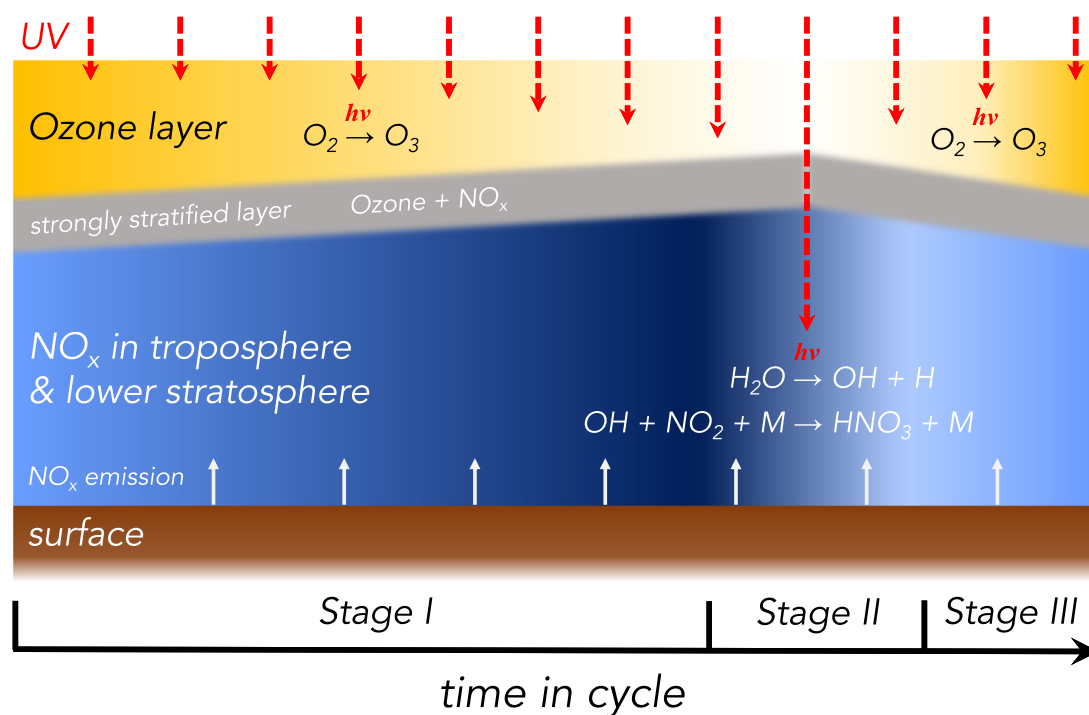 UV
hν
hν
Ozone layer
O₂ → O₃
O₂ → O₃
strongly stratified layer
Ozone + NOₓ
NOₓ in troposphere
& lower stratosphere
hν
H₂O → OH + H
OH + NO₂ + M → HNO₃ + M
NOₓ emission
surface
Stage I
Stage II
Stage III
time in cycle